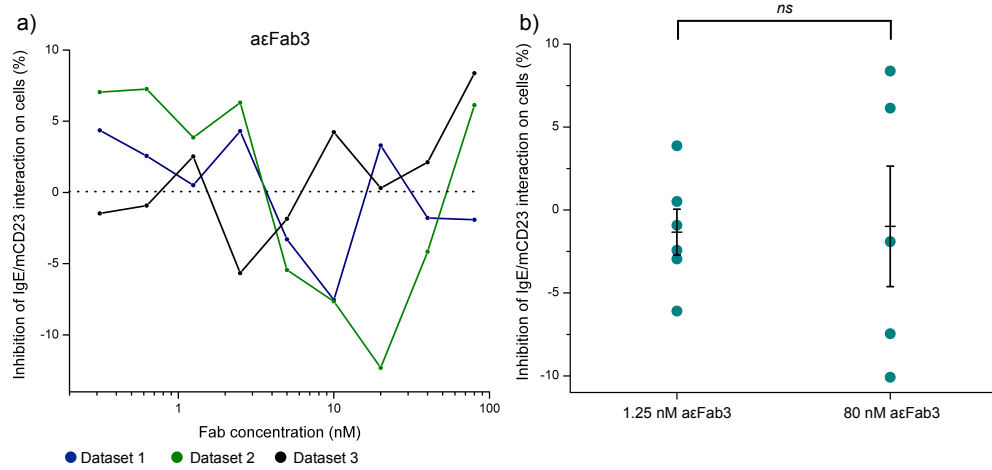 a)
aεFab3
Inhibition of IgE/mCD23 interaction on cells (%)
10
5
0
-5
-10
1
10
100
Fab concentration (nM)
Dataset 1
Dataset 2
Dataset 3
b)
ns
Inhibition of IgE/mCD23 interaction on cells (%)
10
5
0
-5
-10
1.25 nM aεFab3
80 nM aεFab3